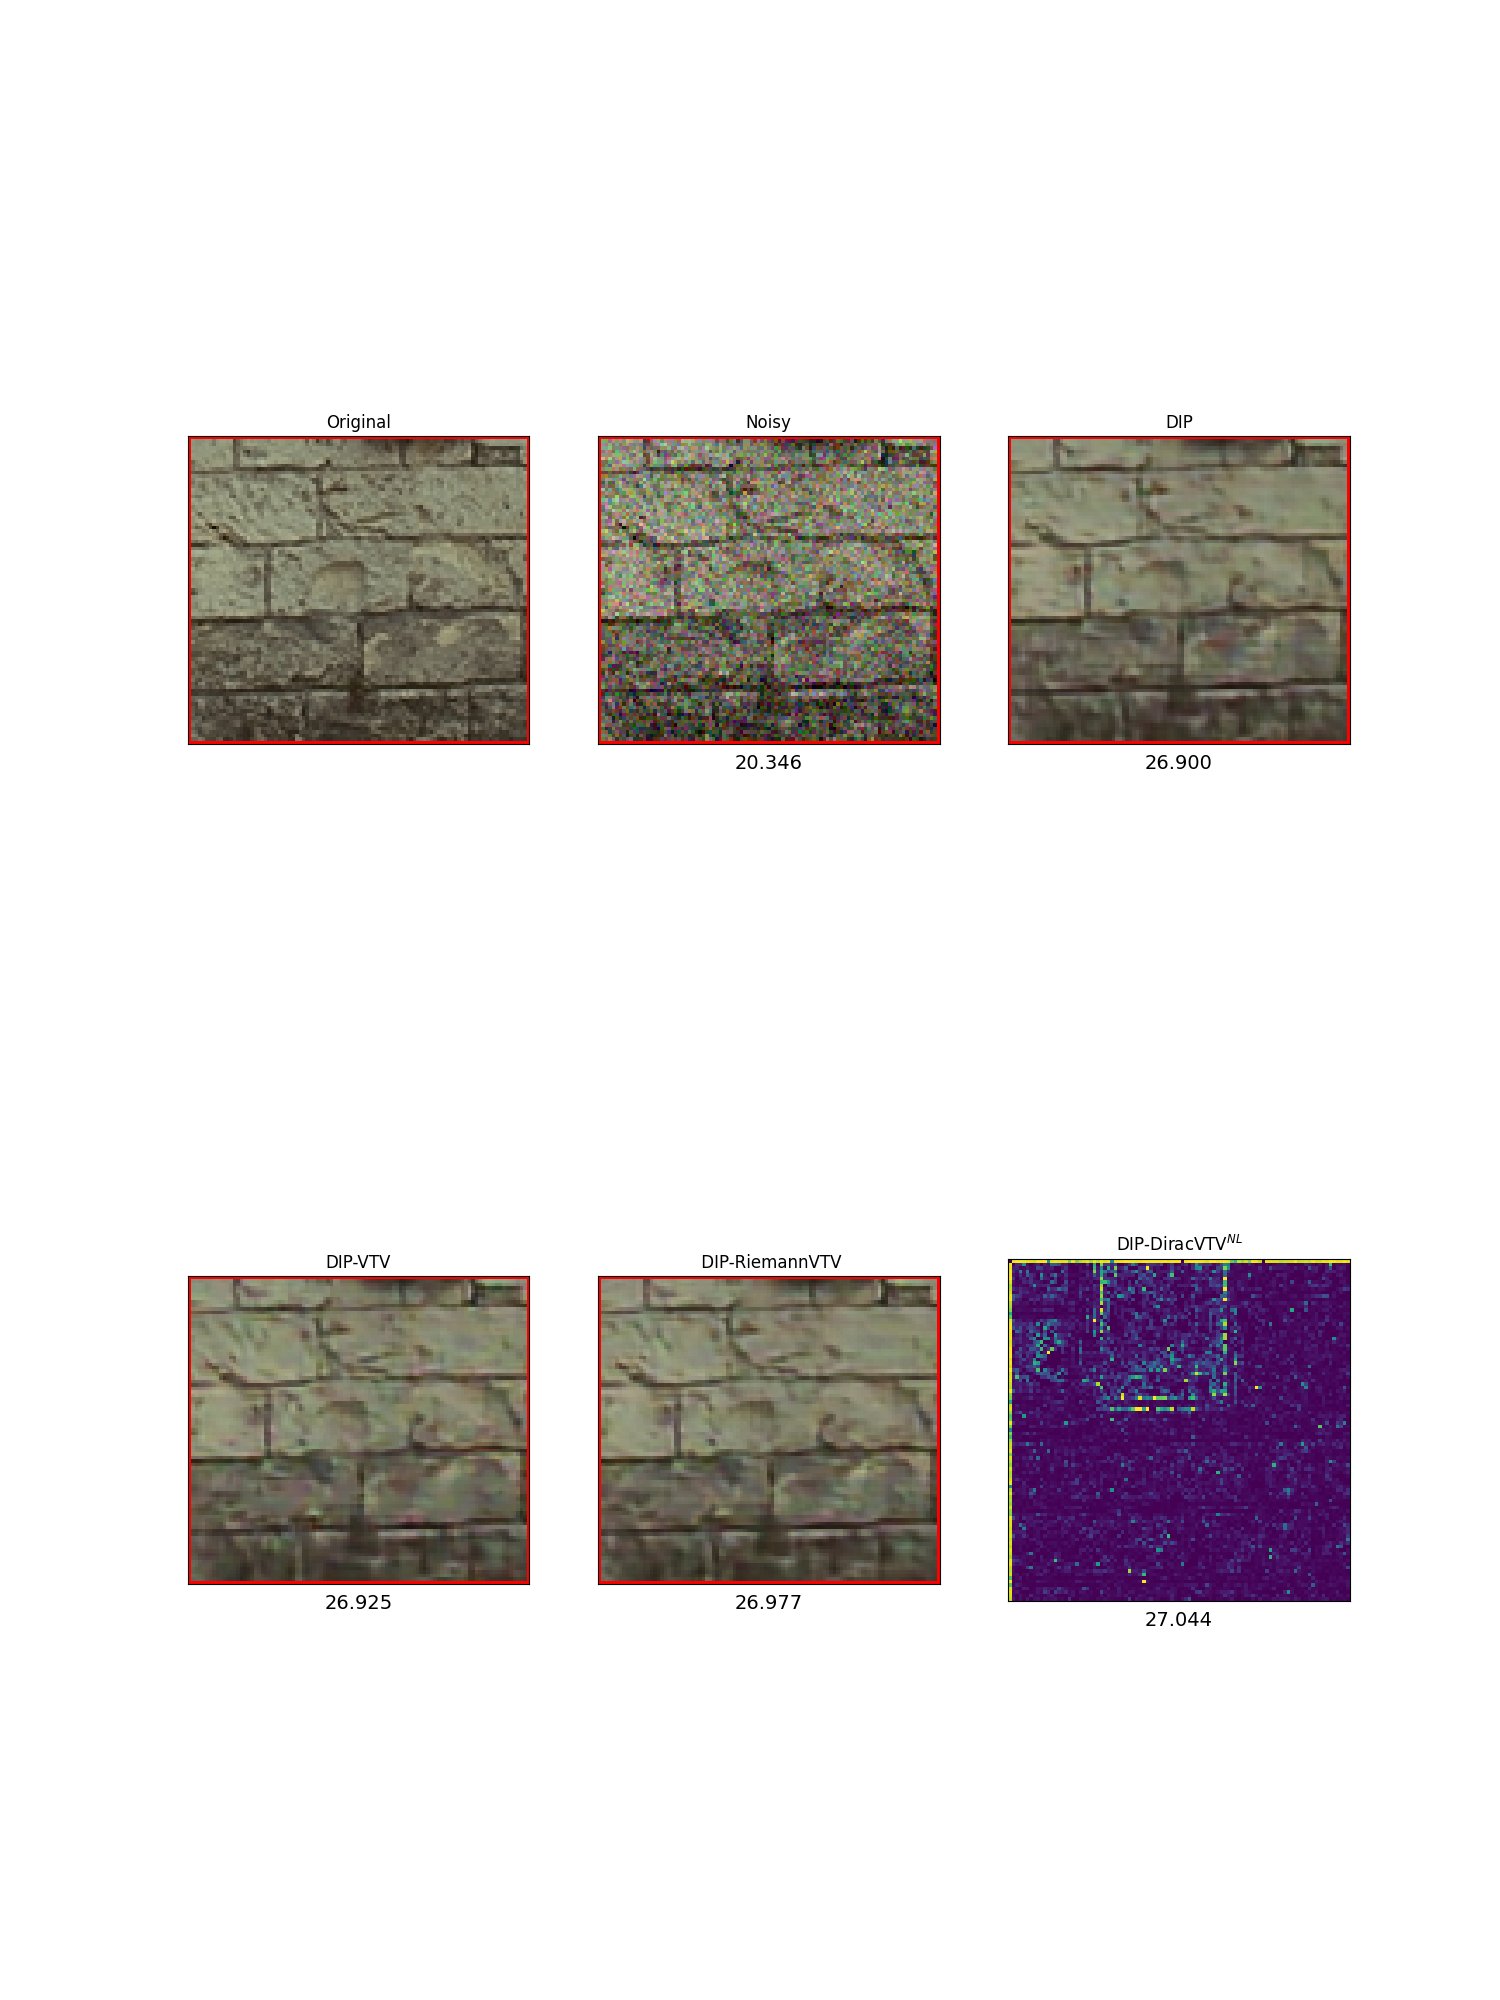 Original
Noisy
DIP
20.346
26.900
DIP-VTV
DIP-RiemannVTV
DIP-DiracVTV^{NL}
26.925
26.977
27.044